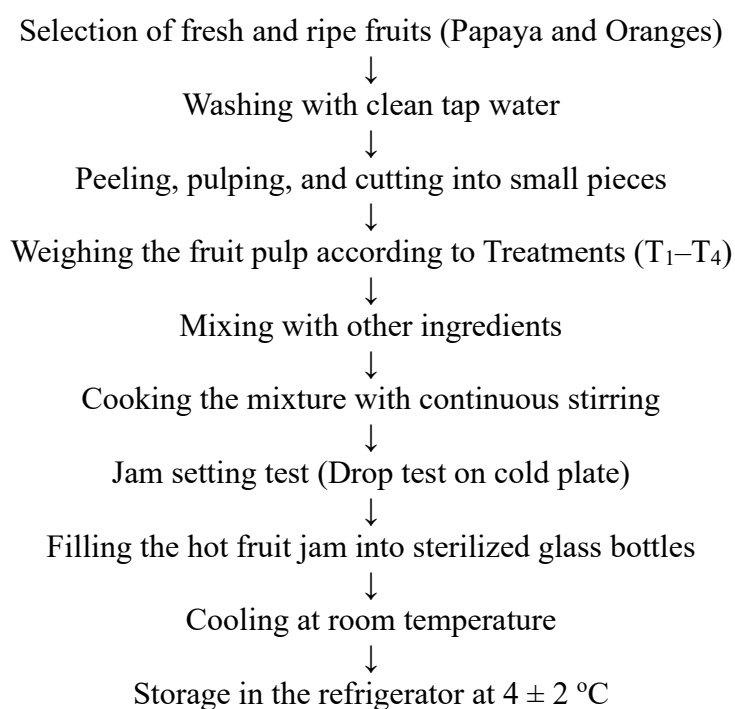 Selection of fresh and ripe fruits (Papaya and Oranges)
↓
Washing with clean tap water
↓
Peeling, pulping, and cutting into small pieces
↓
Weighing the fruit pulp according to Treatments (T₁–T₄)
↓
Mixing with other ingredients
↓
Cooking the mixture with continuous stirring
↓
Jam setting test (Drop test on cold plate)
↓
Filling the hot fruit jam into sterilized glass bottles
↓
Cooling at room temperature
↓
Storage in the refrigerator at 4 ± 2 ºC